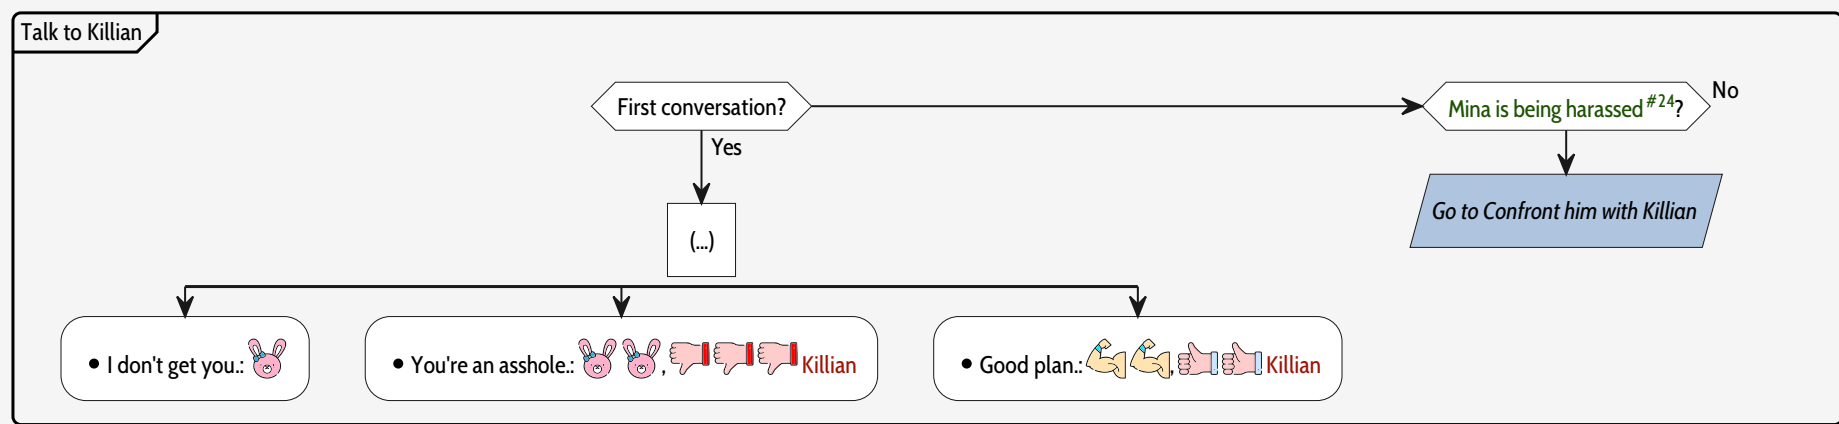 Talk to Killian
First conversation?
Mina is being harassed #24?
No
Yes
Go to Confront him with Killian
(...)
• I don't get you.:
• You're an asshole.: , Killian
• Good plan.: , Killian